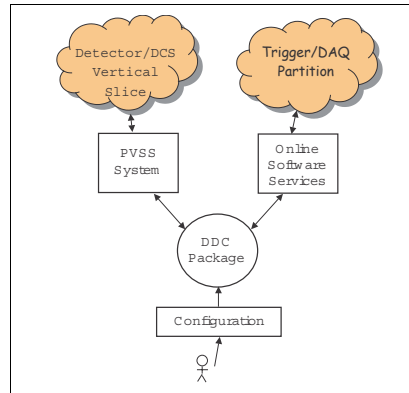 Detector/DCS
Vertical
Slice
Trigger/DAQ
Partition
PVSS
System
Online
Software
Services
DDC
Package
Configuration